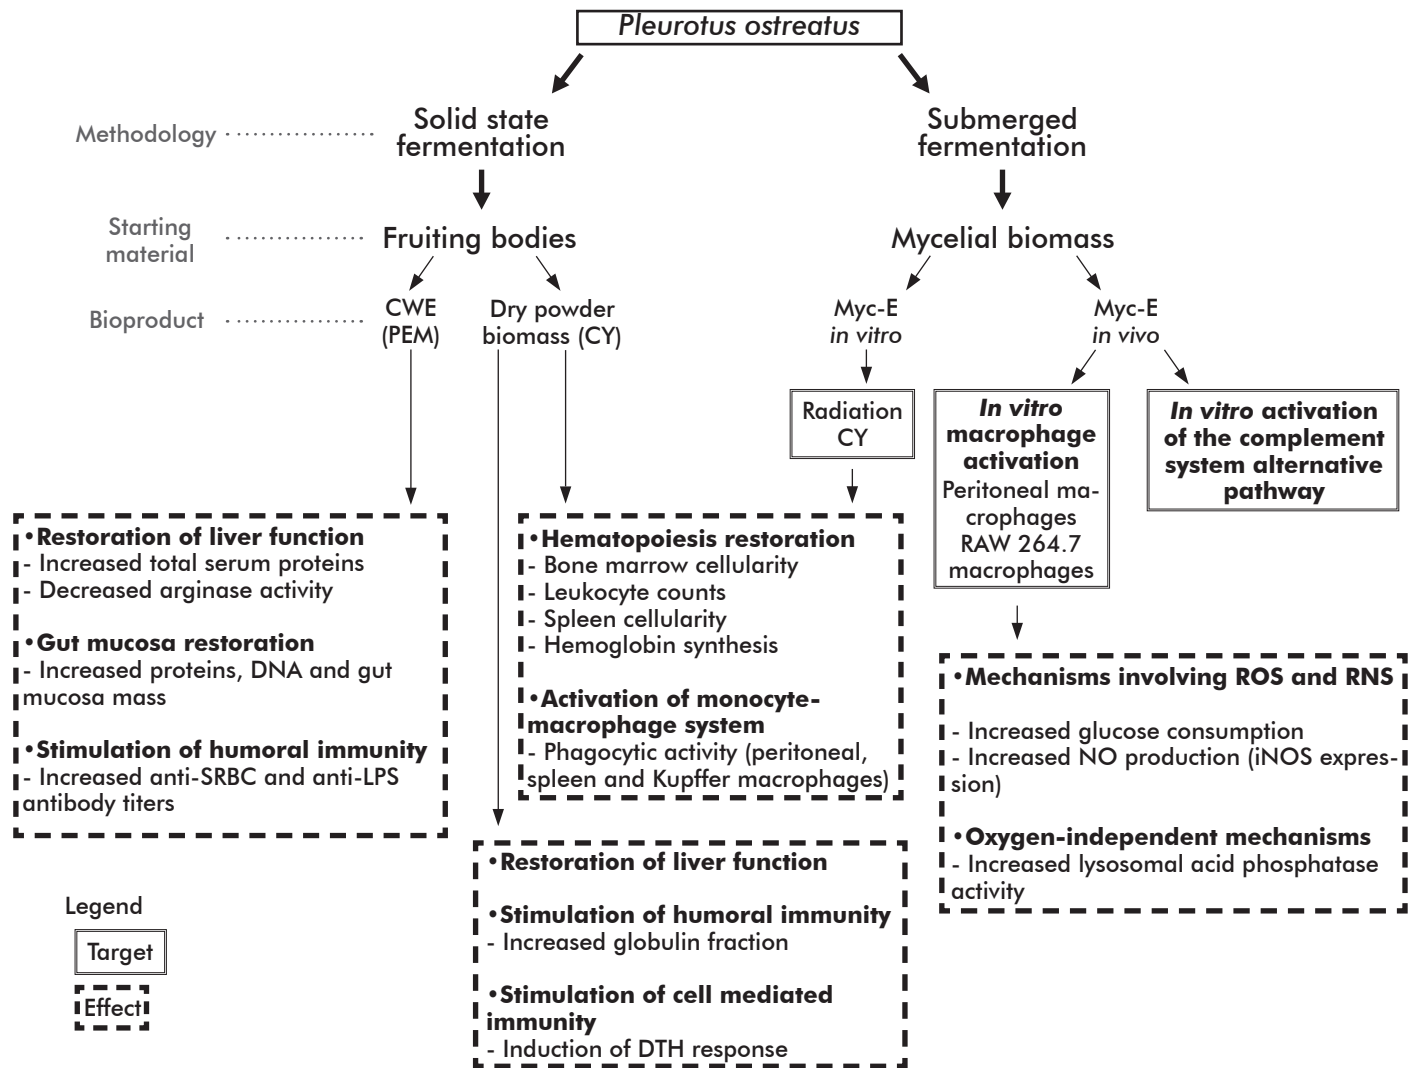 Pleurotus ostreatus
Methodology
Solid state
fermentation
Submerged
fermentation
Starting
material
Fruiting bodies
Mycelial biomass
Bioproduct
CWE
(PEM)
Dry powder
biomass (CY)
Myc-E
in vitro
Myc-E
in vivo
Radiation
CY
In vitro
macrophage
activation
Peritoneal ma-
crophages
RAW 264.7
macrophages
In vitro activation
of the complement
system alternative
pathway
•Restoration of liver function
- Increased total serum proteins
- Decreased arginase activity
•Gut mucosa restoration
- Increased proteins, DNA and gut
mucosa mass
•Stimulation of humoral immunity
- Increased anti-SRBC and anti-LPS
antibody titers
•Hematopoiesis restoration
- Bone marrow cellularity
- Leukocyte counts
- Spleen cellularity
- Hemoglobin synthesis
•Activation of monocyte-
macrophage system
- Phagocytic activity (peritoneal,
spleen and Kupffer macrophages)
•Mechanisms involving ROS and RNS
- Increased glucose consumption
- Increased NO production (iNOS expres-
sion)
•Oxygen-independent mechanisms
- Increased lysosomal acid phosphatase
activity
•Restoration of liver function
•Stimulation of humoral immunity
- Increased globulin fraction
•Stimulation of cell mediated
immunity
- Induction of DTH response
Legend
Target
Effect